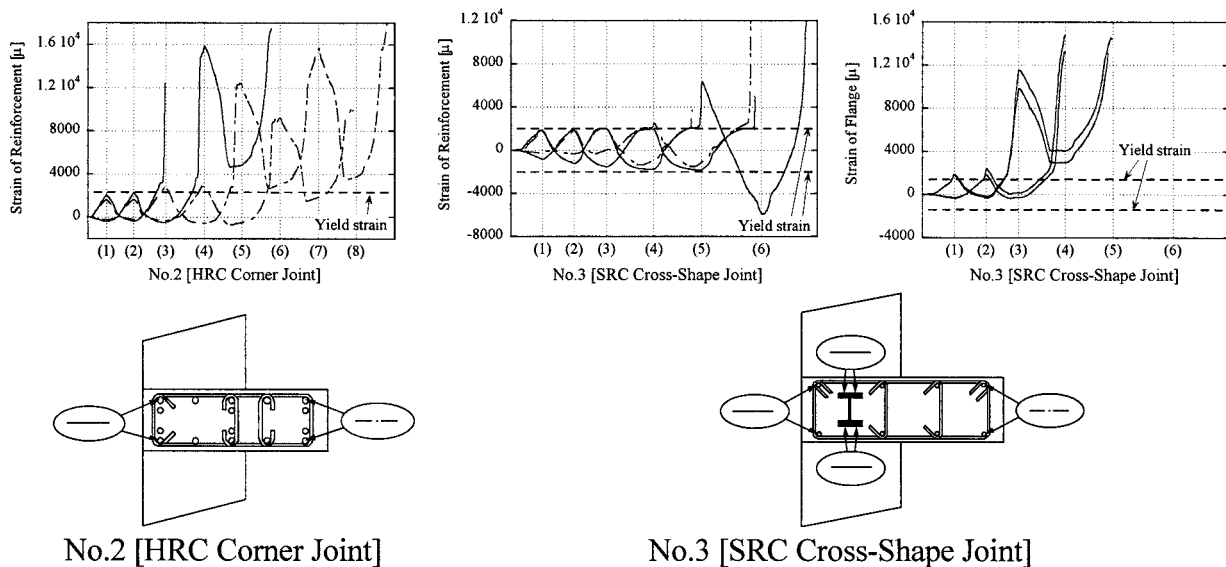 Strain of Reinforcement [μ]
1.6 10⁴
1.2 10⁴
8000
4000
0
Yield strain
(1) (2) (3) (4) (5) (6) (7) (8)
No.2 [HRC Corner Joint]
Strain of Reinforcement [μ]
1.2 10⁴
8000
4000
0
-4000
-8000
Yield strain
(1) (2) (3) (4) (5) (6)
No.3 [SRC Cross-Shape Joint]
Strain of Flange [μ]
1.6 10⁴
1.2 10⁴
8000
4000
0
-4000
Yield strain
(1) (2) (3) (4) (5) (6)
No.3 [SRC Cross-Shape Joint]
No.2 [HRC Corner Joint]
No.3 [SRC Cross-Shape Joint]